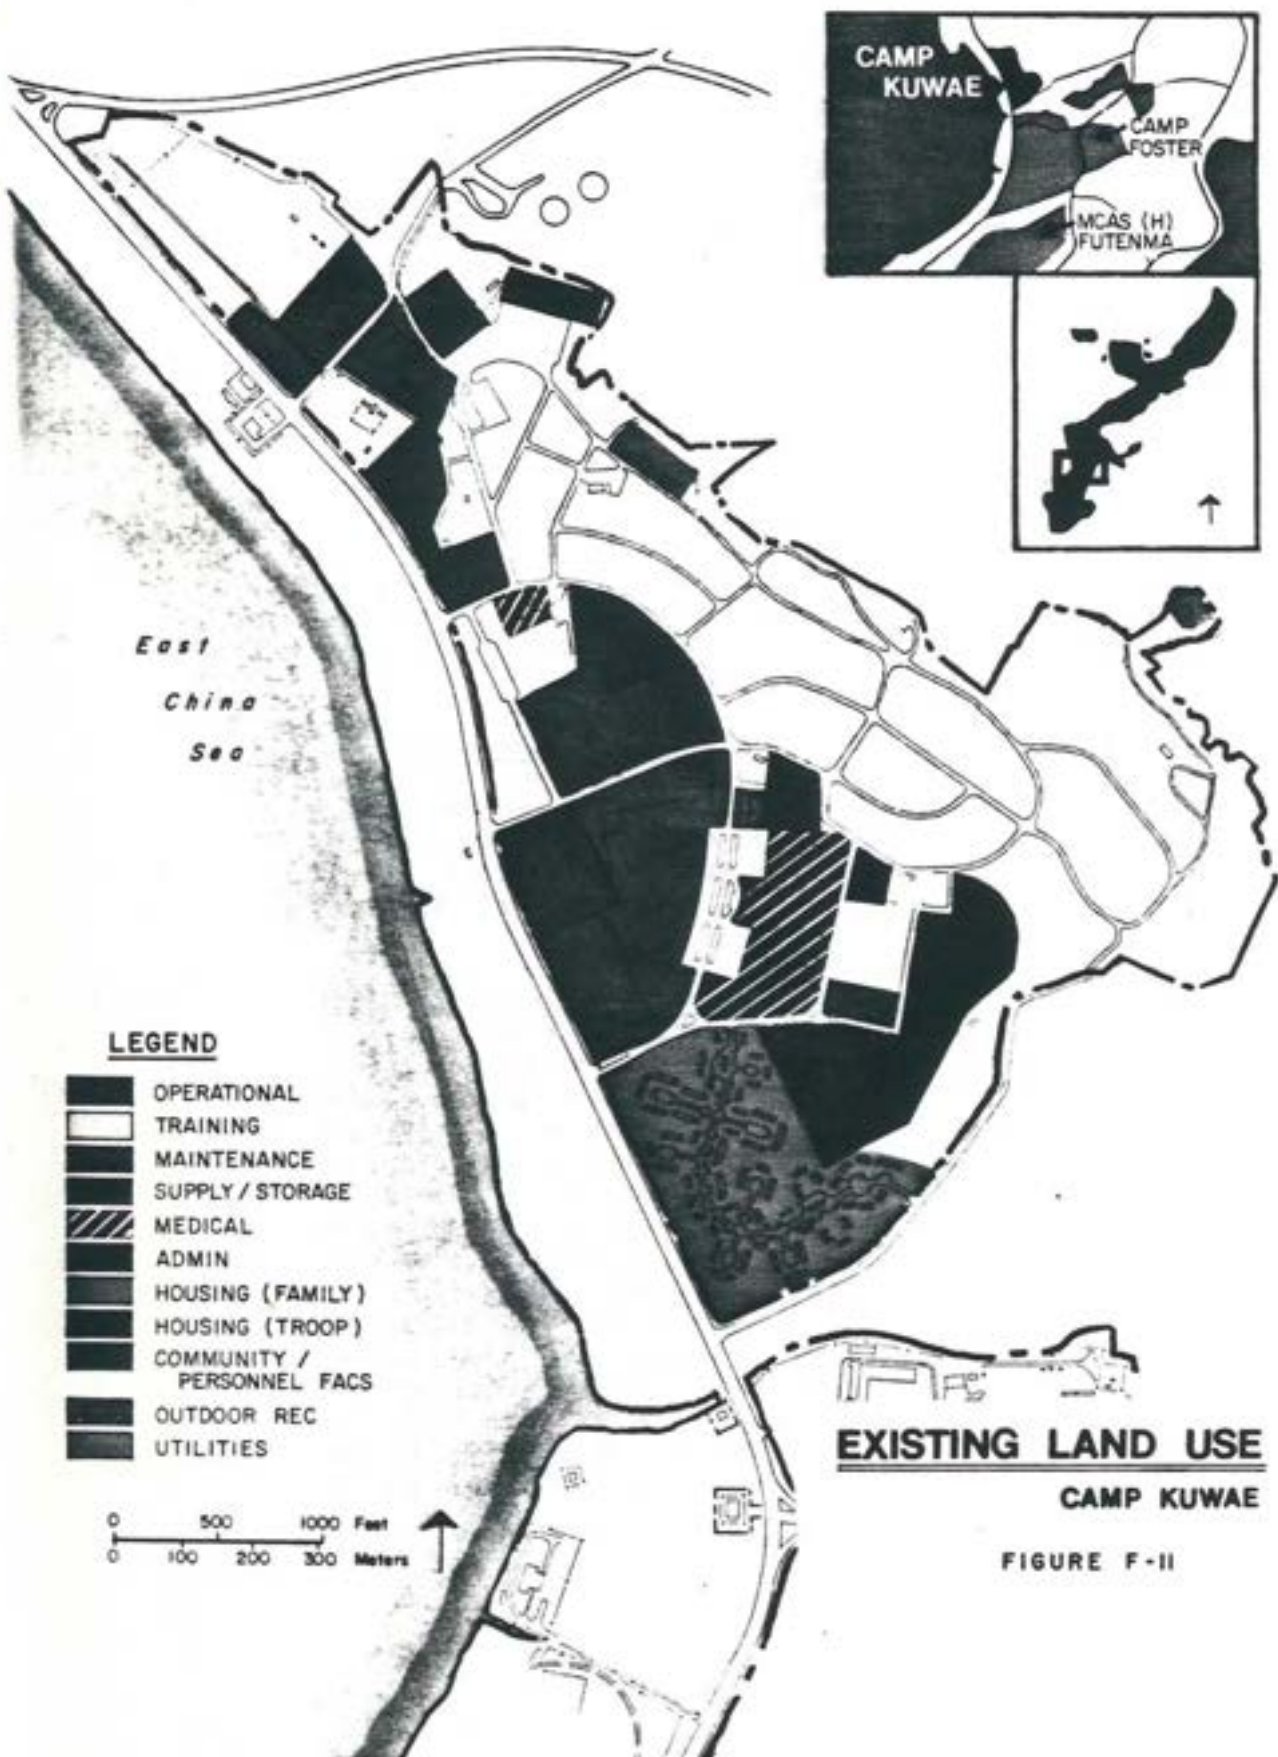 CAMP
KUWAE
CAMP
FOSTER
MCAS (H)
FUTENMA
East
China
Sea
LEGEND
OPERATIONAL
TRAINING
MAINTENANCE
SUPPLY / STORAGE
MEDICAL
ADMIN
HOUSING (FAMILY)
HOUSING (TROOP)
COMMUNITY /
PERSONNEL FACS
OUTDOOR REC
UTILITIES
0 500 1000 Feet
0 100 200 300 Meters
EXISTING LAND USE
CAMP KUWAE
FIGURE F-11